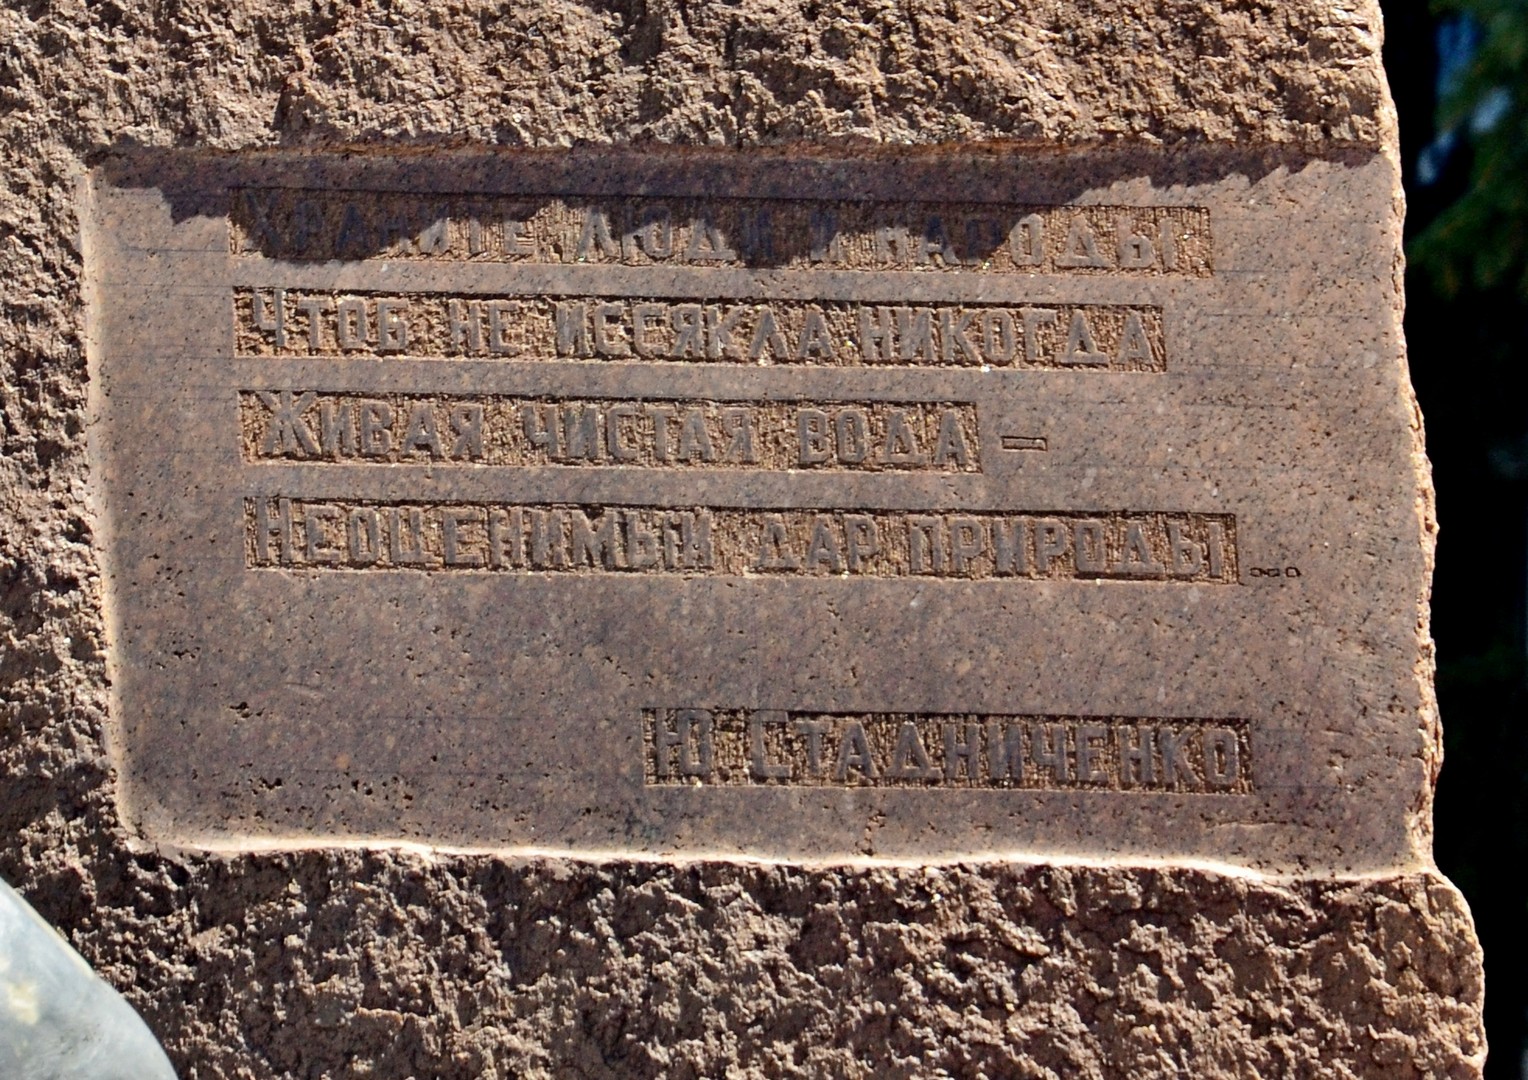 ХРАНИТЕ ЛЮДИ И НАРОДЫ
ЧТОБ НЕ ИССЯКЛА НИКОГДА
ЖИВАЯ ЧИСТАЯ ВОДА –
НЕОЦЕНИМЫЙ ДАР ПРИРОДЫ...
Ю СТАДНИЧЕНКО